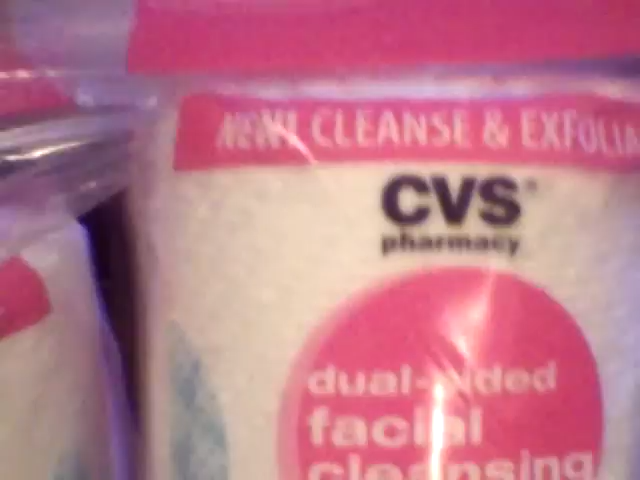 NEW! CLEANSE & EXFOLIA
CVS
pharmacy
dual-sided
facial
cleansing